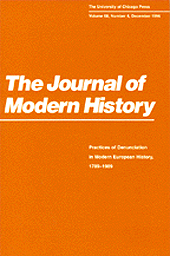 The University of Chicago Press
Volume 68, Number 4, December 1996
The Journal of
Modern History
Practices of Denunciation
in Modern European History,
1789-1989